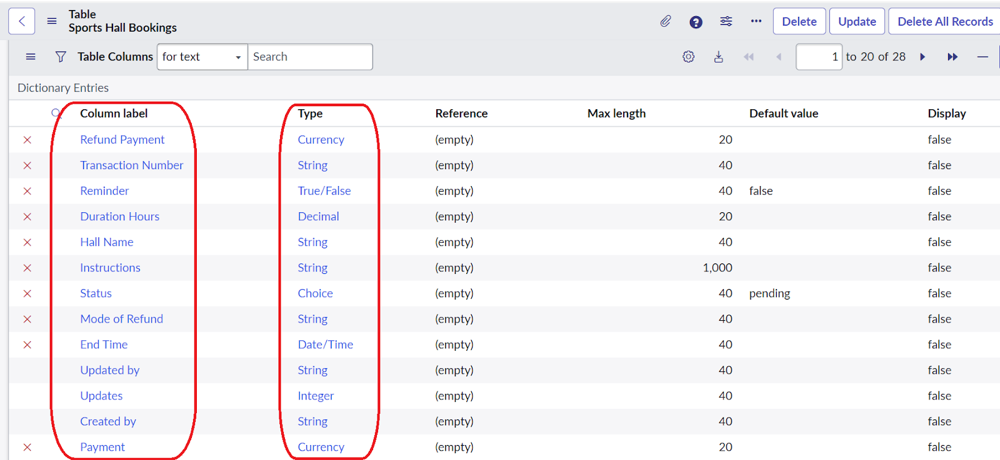 Table
Sports Hall Bookings
Delete Update Delete All Records
Table Columns for text Search 1 to 20 of 28
Dictionary Entries
Column label Type Reference Max length Default value Display
Refund Payment Currency (empty) 20 false
Transaction Number String (empty) 40 false
Reminder True/False (empty) 40 false false
Duration Hours Decimal (empty) 20 false
Hall Name String (empty) 40 false
Instructions String (empty) 1,000 false
Status Choice (empty) 40 pending false
Mode of Refund String (empty) 40 false
End Time Date/Time (empty) 40 false
Updated by String (empty) 40 false
Updates Integer (empty) 40 false
Created by String (empty) 40 false
Payment Currency (empty) 20 false